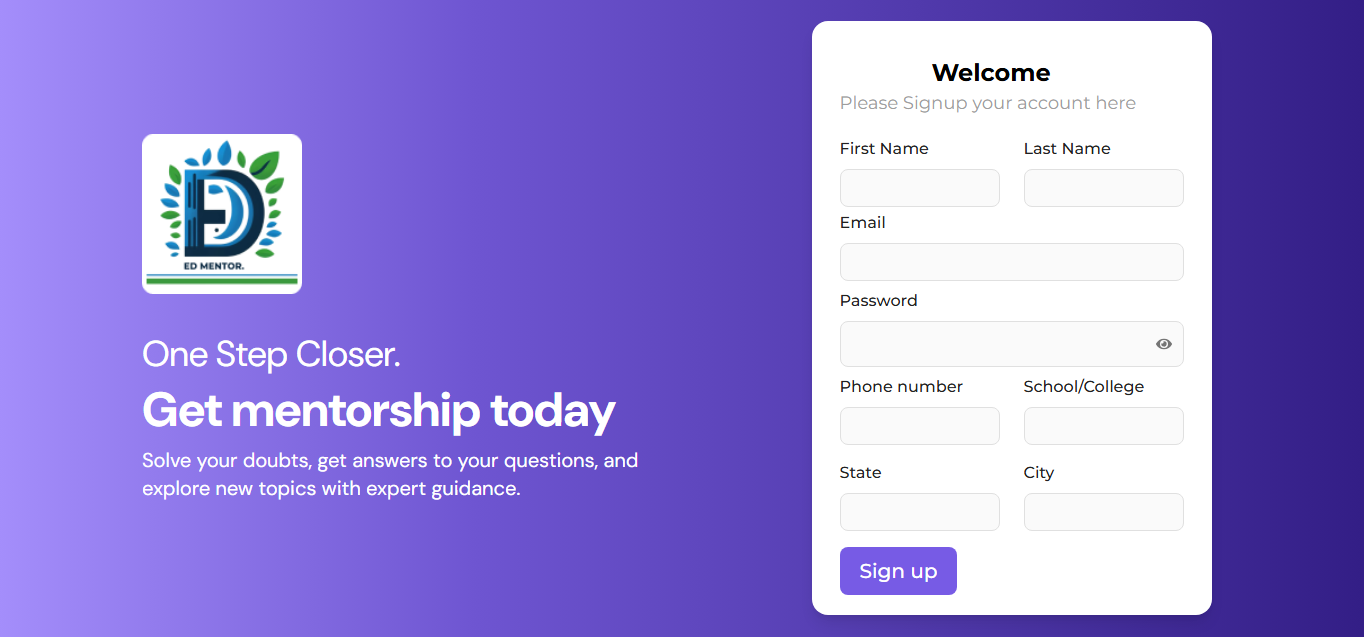 ED MENTOR.
One Step Closer.
Get mentorship today
Solve your doubts, get answers to your questions, and
explore new topics with expert guidance.
Welcome
Please Signup your account here
First Name
Last Name
Email
Password
Phone number
School/College
State
City
Sign up